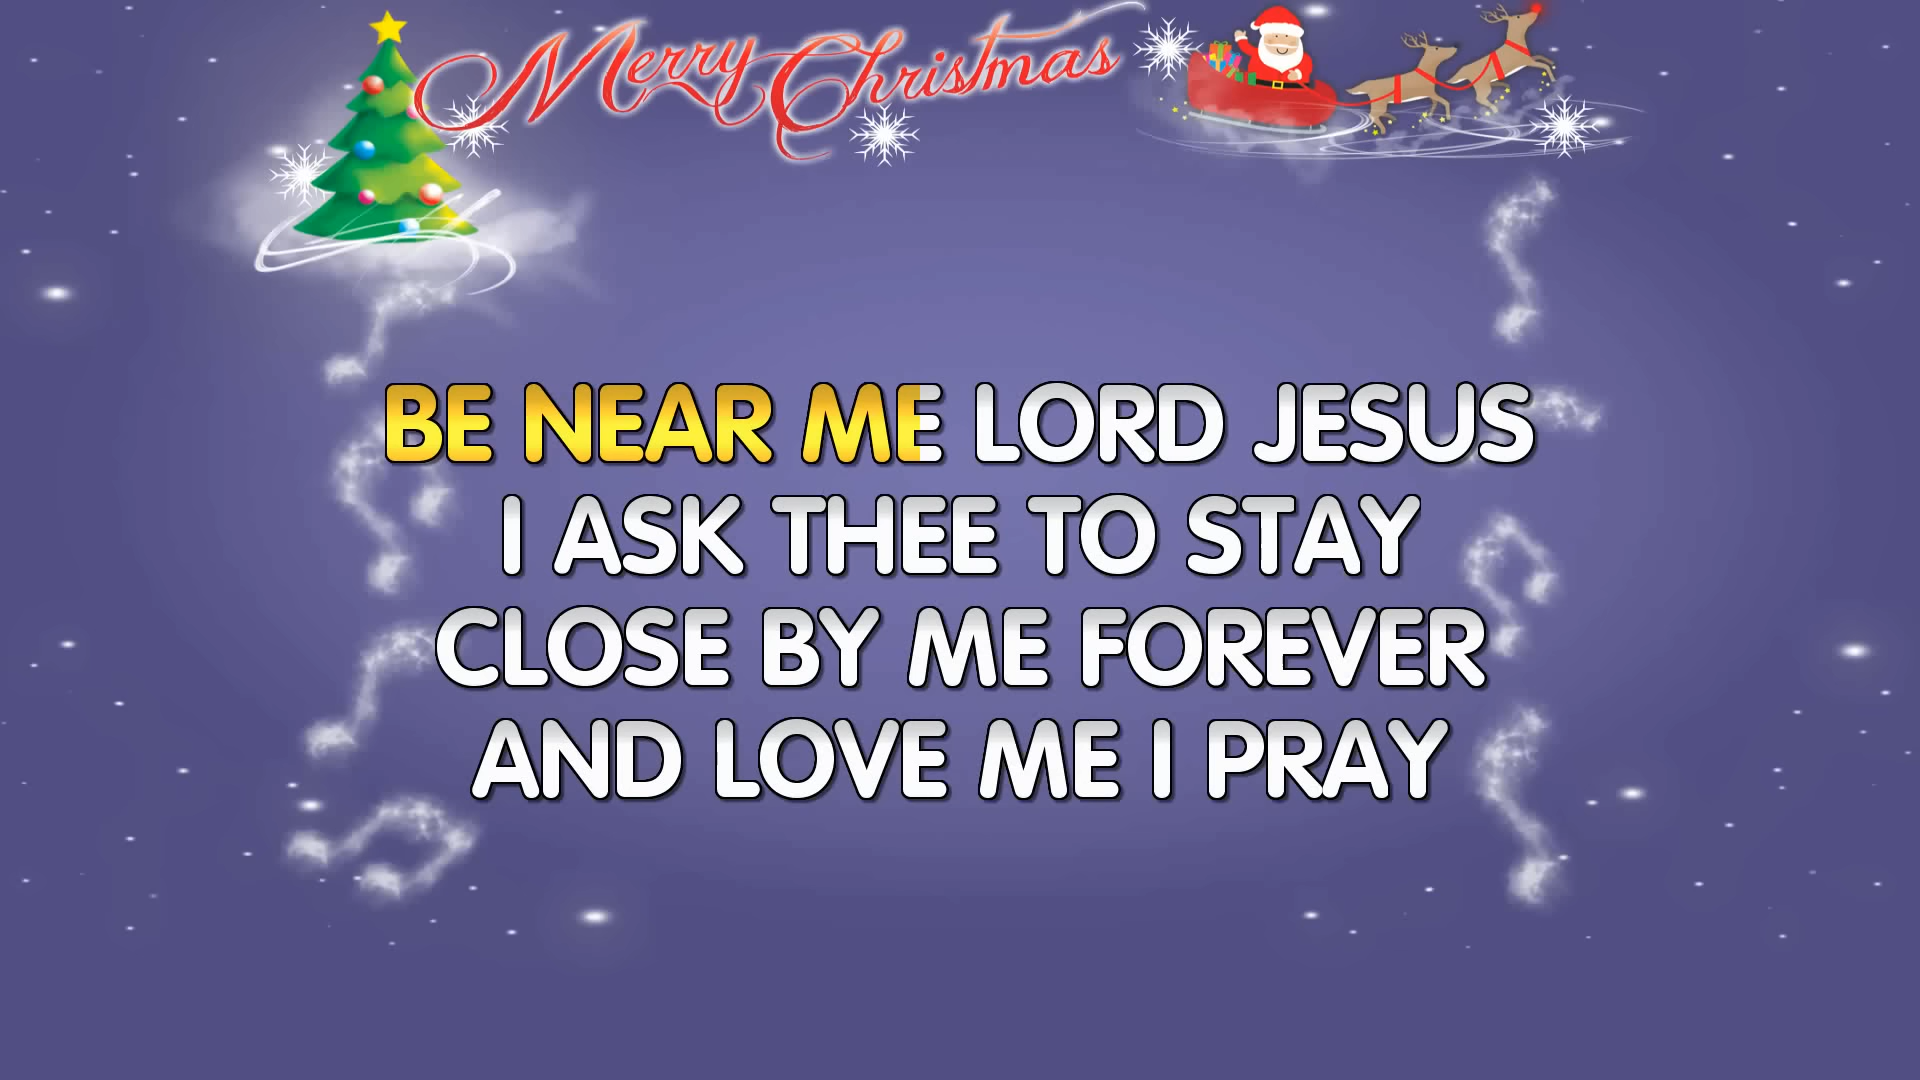 Merry Christmas
BE NEAR ME LORD JESUS
I ASK THEE TO STAY
CLOSE BY ME FOREVER
AND LOVE ME I PRAY